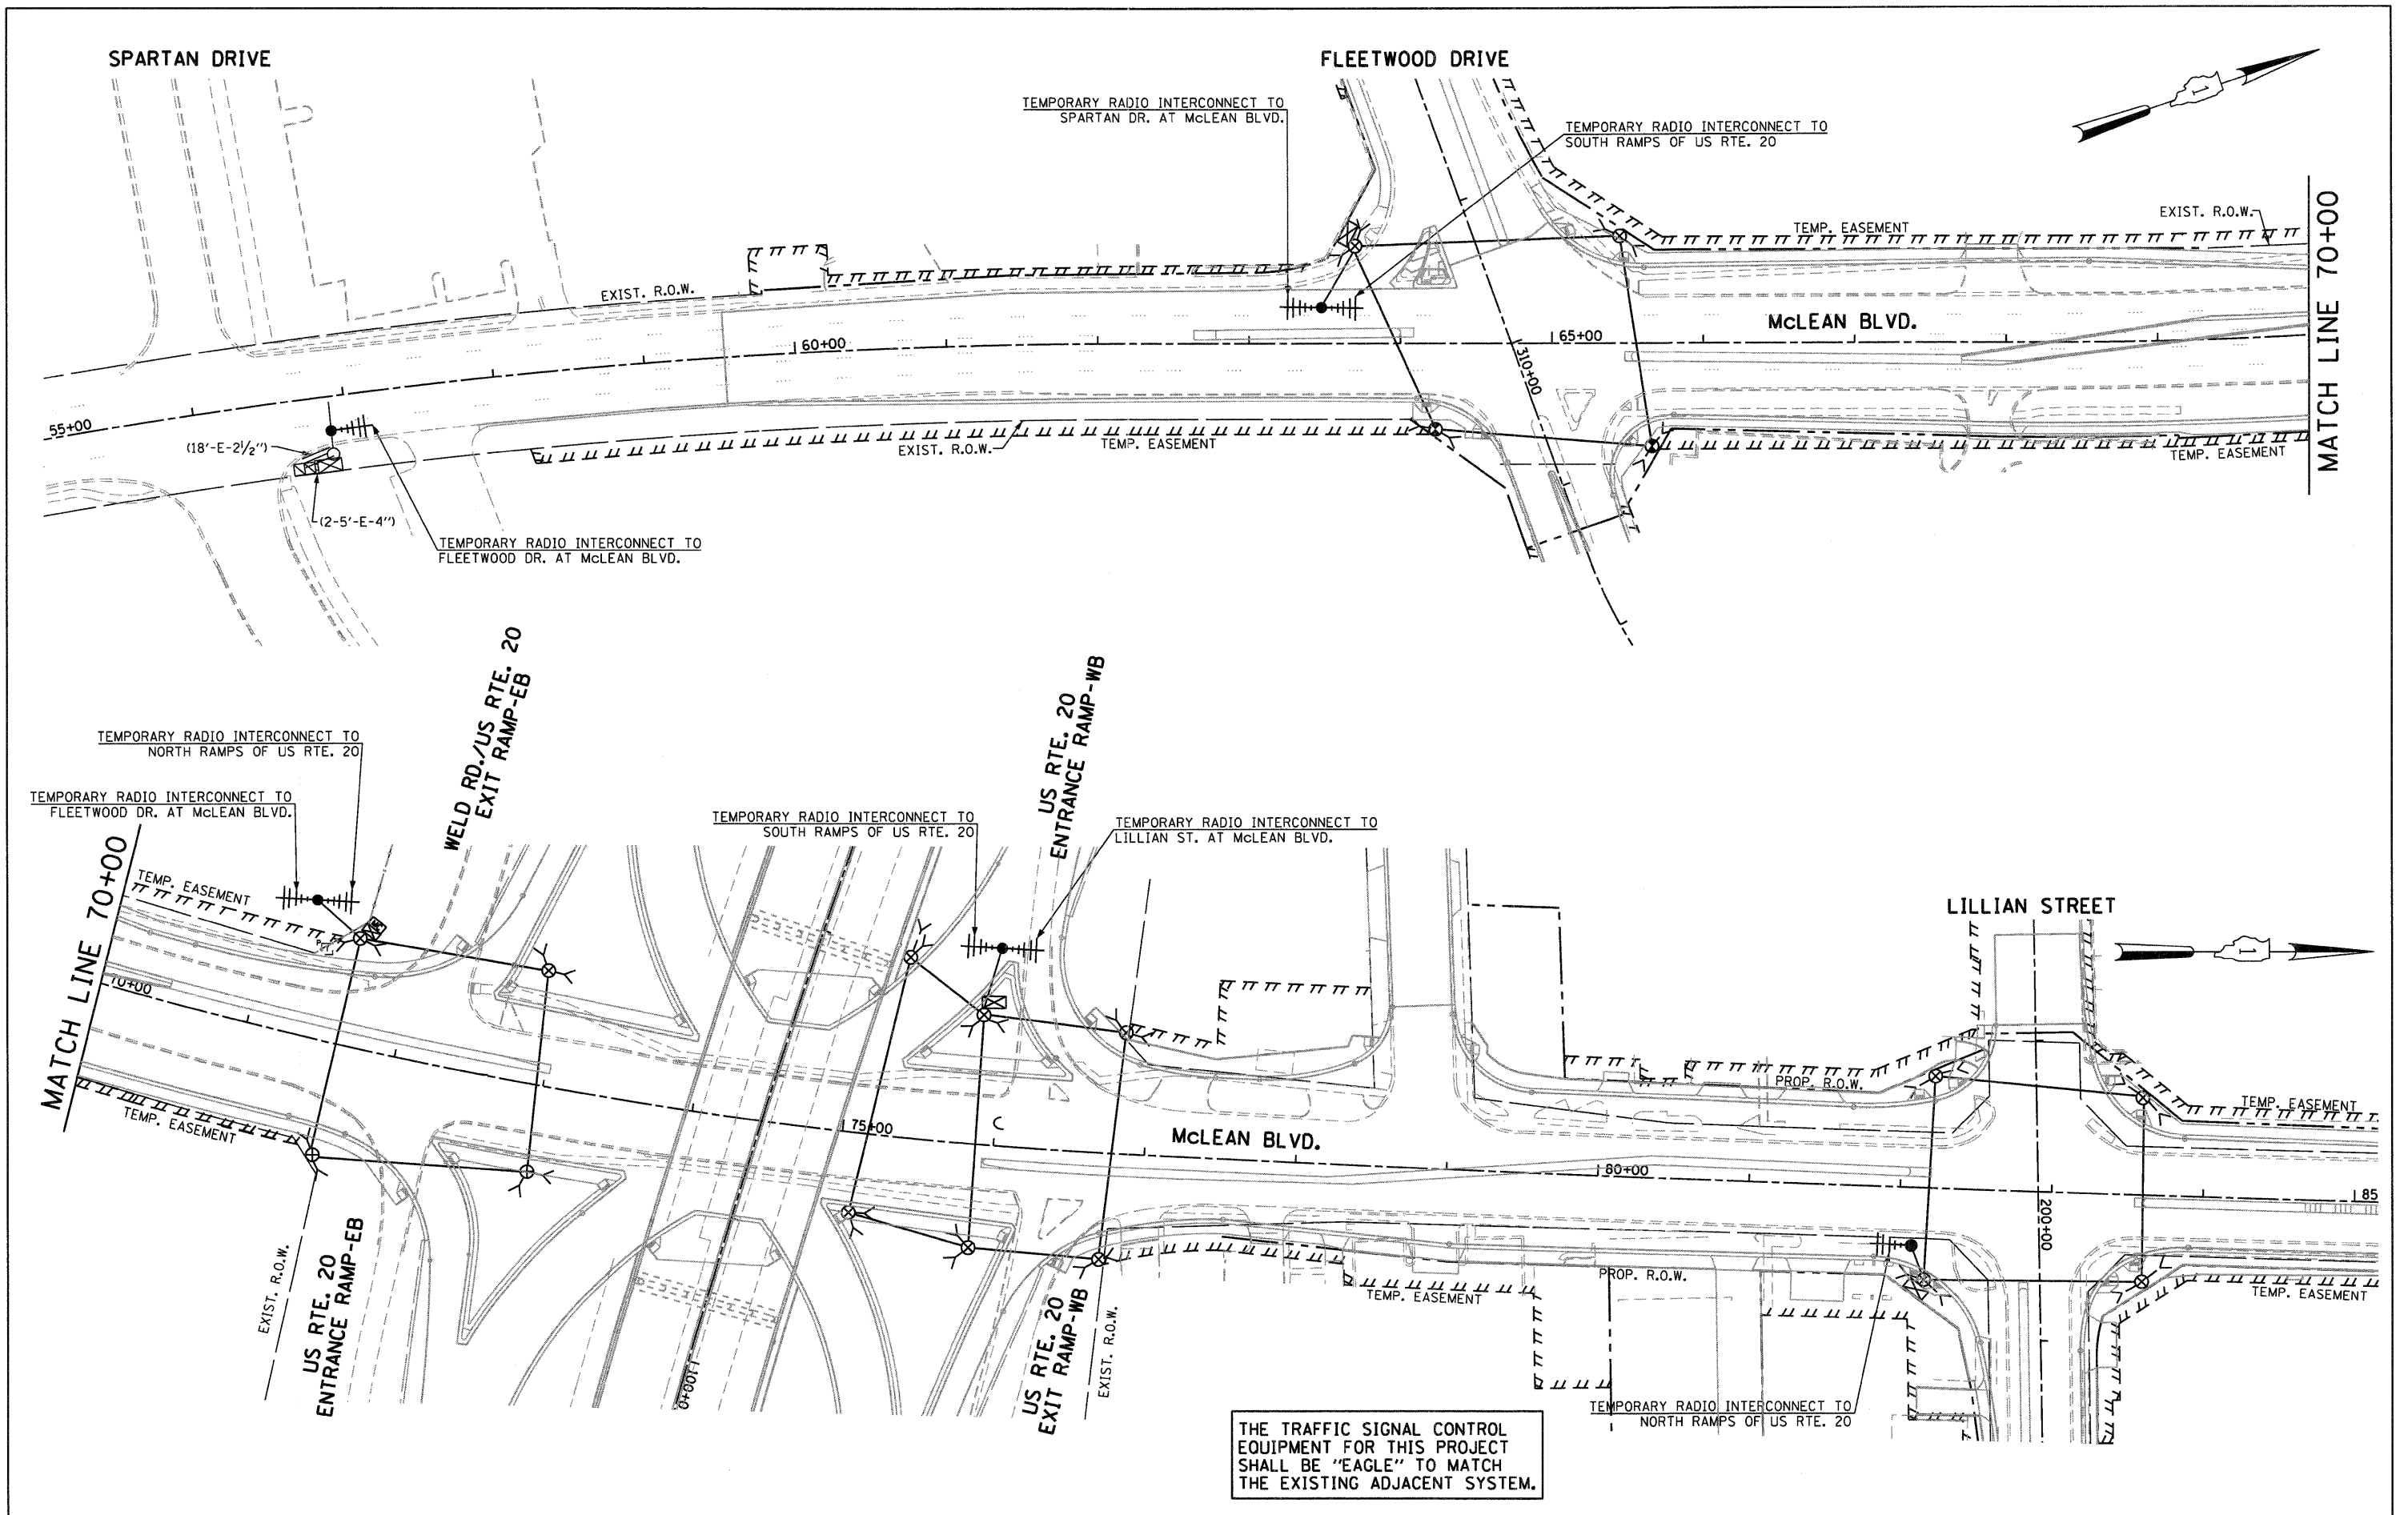 SPARTAN DRIVE
FLEETWOOD DRIVE
TEMPORARY RADIO INTERCONNECT TO
SPARTAN DR. AT McLEAN BLVD.
TEMPORARY RADIO INTERCONNECT TO
SOUTH RAMPS OF US RTE. 20
1
EXIST. R.O.W.
TEMP. EASEMENT
EXIST. R.O.W.
McLEAN BLVD.
MATCH LINE 70+00
60+00
65+00
310+00
55+00
(18'-E-2½")
EXIST. R.O.W.
TEMP. EASEMENT
TEMP. EASEMENT
(2-5'-E-4")
TEMPORARY RADIO INTERCONNECT TO
FLEETWOOD DR. AT McLEAN BLVD.
TEMPORARY RADIO INTERCONNECT TO
NORTH RAMPS OF US RTE. 20
WELD RD./US RTE. 20
EXIT RAMP-EB
US RTE. 20
ENTRANCE RAMP-WB
TEMPORARY RADIO INTERCONNECT TO
FLEETWOOD DR. AT McLEAN BLVD.
TEMPORARY RADIO INTERCONNECT TO
SOUTH RAMPS OF US RTE. 20
TEMPORARY RADIO INTERCONNECT TO
LILLIAN ST. AT McLEAN BLVD.
MATCH LINE 70+00
TEMP. EASEMENT
LILLIAN STREET
1
70+00
PROP. R.O.W.
TEMP. EASEMENT
TEMP. EASEMENT
75+00
McLEAN BLVD.
80+00
85
200+00
EXIST. R.O.W.
US RTE. 20
ENTRANCE RAMP-EB
1100+0
US RTE. 20
EXIT RAMP-WB
EXIST. R.O.W.
TEMP. EASEMENT
PROP. R.O.W.
TEMP. EASEMENT
TEMPORARY RADIO INTERCONNECT TO
NORTH RAMPS OF US RTE. 20
THE TRAFFIC SIGNAL CONTROL
EQUIPMENT FOR THIS PROJECT
SHALL BE "EAGLE" TO MATCH
THE EXISTING ADJACENT SYSTEM.